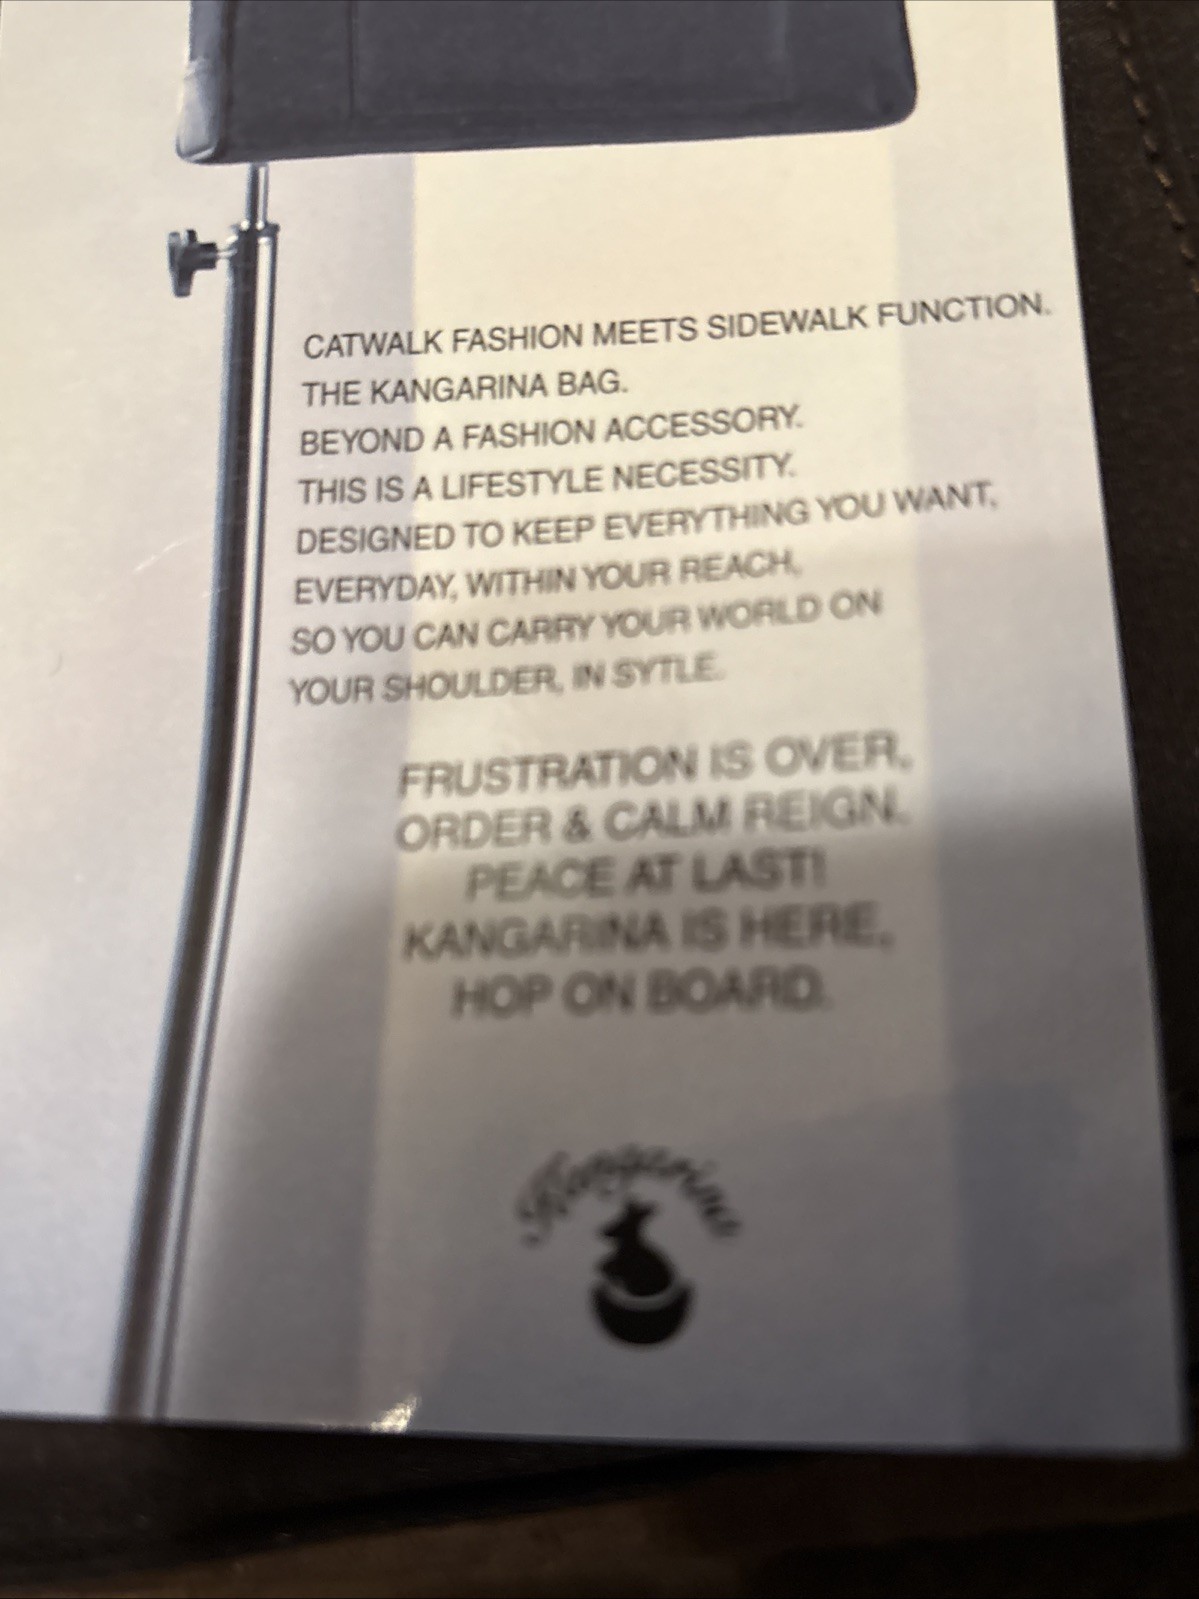 CATWALK FASHION MEETS SIDEWALK FUNCTION.
THE KANGARINA BAG.
BEYOND A FASHION ACCESSORY.
THIS IS A LIFESTYLE NECESSITY.
DESIGNED TO KEEP EVERYTHING YOU WANT,
EVERYDAY, WITHIN YOUR REACH,
SO YOU CAN CARRY YOUR WORLD ON
YOUR SHOULDER, IN SYTLE.
FRUSTRATION IS OVER,
ORDER & CALM REIGN.
PEACE AT LAST!
KANGARINA IS HERE,
HOP ON BOARD.
Kangarina